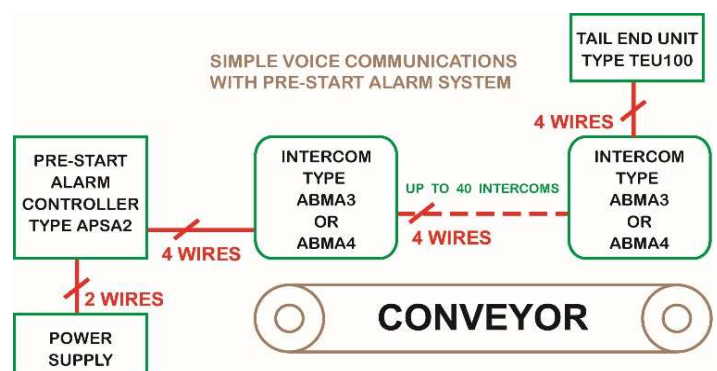 SIMPLE VOICE COMMUNICATIONS
WITH PRE-START ALARM SYSTEM
TAIL END UNIT
TYPE TEU100
4 WIRES
PRE-START
ALARM
CONTROLLER
TYPE APSA2
4 WIRES
INTERCOM
TYPE
ABMA3
OR
ABMA4
UP TO 40 INTERCOMS
4 WIRES
INTERCOM
TYPE
ABMA3
OR
ABMA4
2 WIRES
POWER
SUPPLY
CONVEYOR